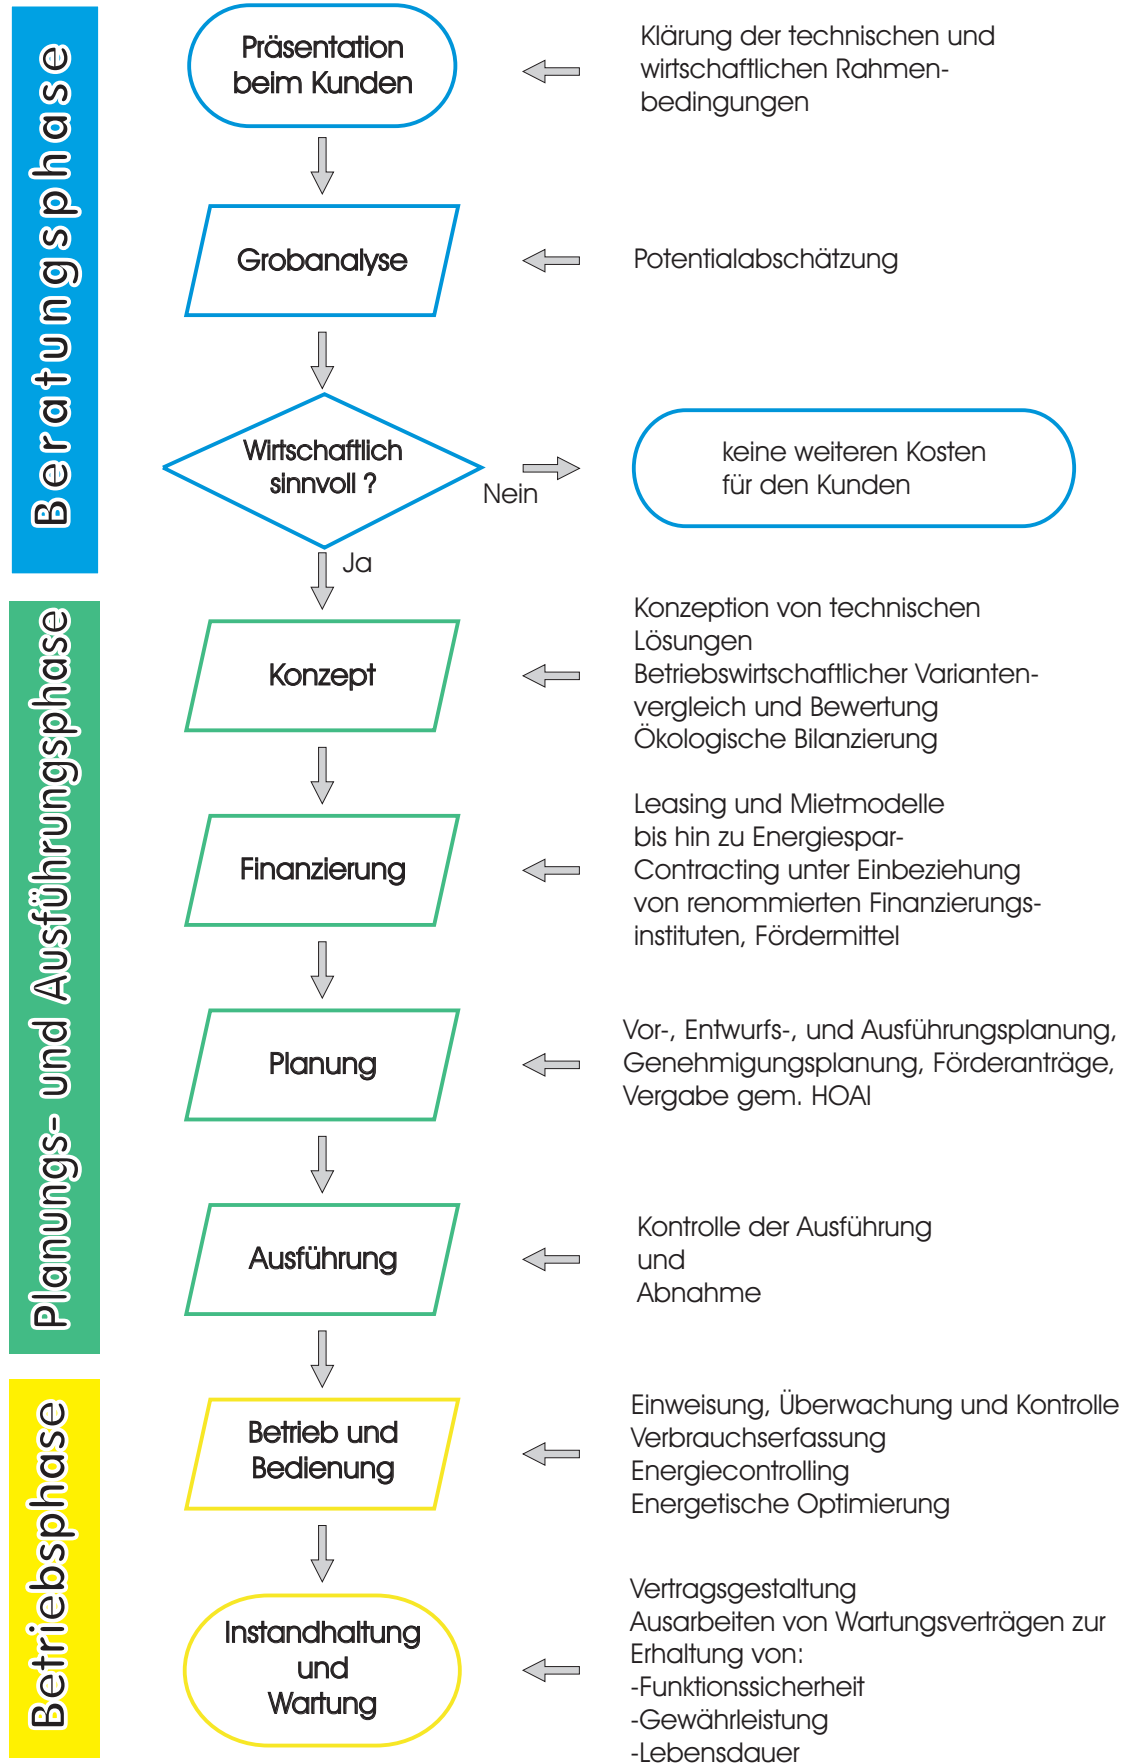 Beratungsphase
Präsentation
beim Kunden
Klärung der technischen und
wirtschaftlichen Rahmen-
bedingungen
Grobanalyse
Potentialabschätzung
Wirtschaftlich
sinnvoll ?
Nein
keine weiteren Kosten
für den Kunden
Ja
Planungs- und Ausführungsphase
Konzept
Konzeption von technischen
Lösungen
Betriebswirtschaftlicher Varianten-
vergleich und Bewertung
Ökologische Bilanzierung
Finanzierung
Leasing und Mietmodelle
bis hin zu Energiespar-
Contracting unter Einbeziehung
von renommierten Finanzierungs-
instituten, Fördermittel
Planung
Vor-, Entwurfs-, und Ausführungsplanung,
Genehmigungsplanung, Förderanträge,
Vergabe gem. HOAI
Ausführung
Kontrolle der Ausführung
und
Abnahme
Betriebsphase
Betrieb und
Bedienung
Einweisung, Überwachung und Kontrolle
Verbrauchserfassung
Energiecontrolling
Energetische Optimierung
Instandhaltung
und
Wartung
Vertragsgestaltung
Ausarbeiten von Wartungsverträgen zur
Erhaltung von:
-Funktionssicherheit
-Gewährleistung
-Lebensdauer